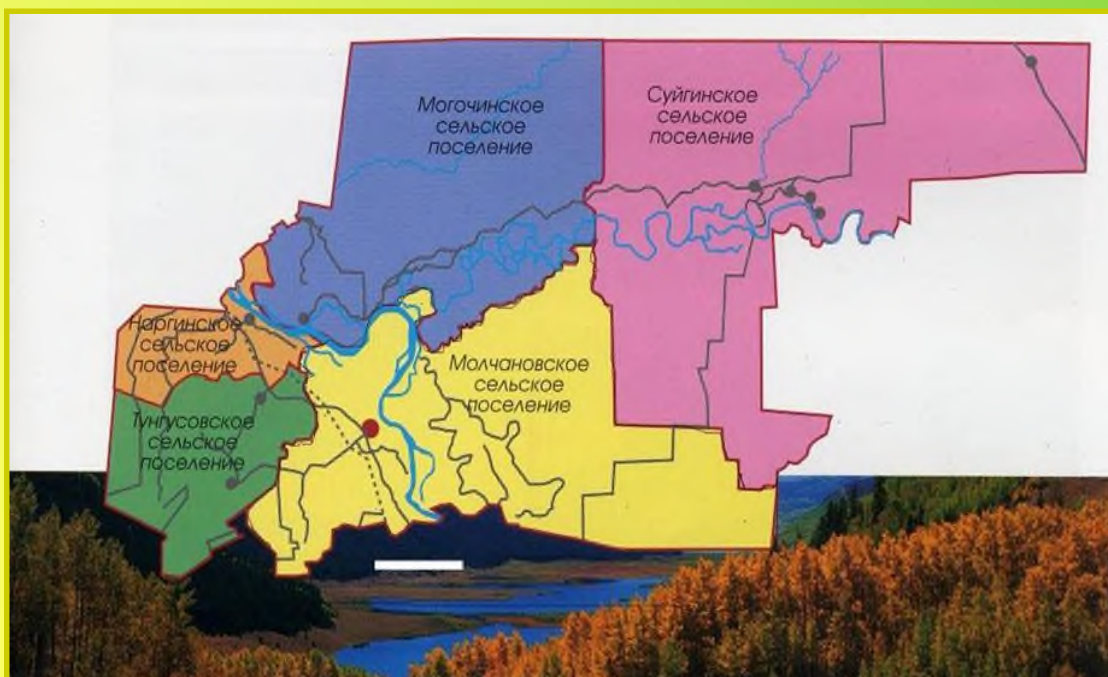 Могочинское
сельское
поселение
Суйгинское
сельское
поселение
Наргинское
сельское
поселение
Молчановское
сельское
поселение
Тунгусовское
сельское
поселение